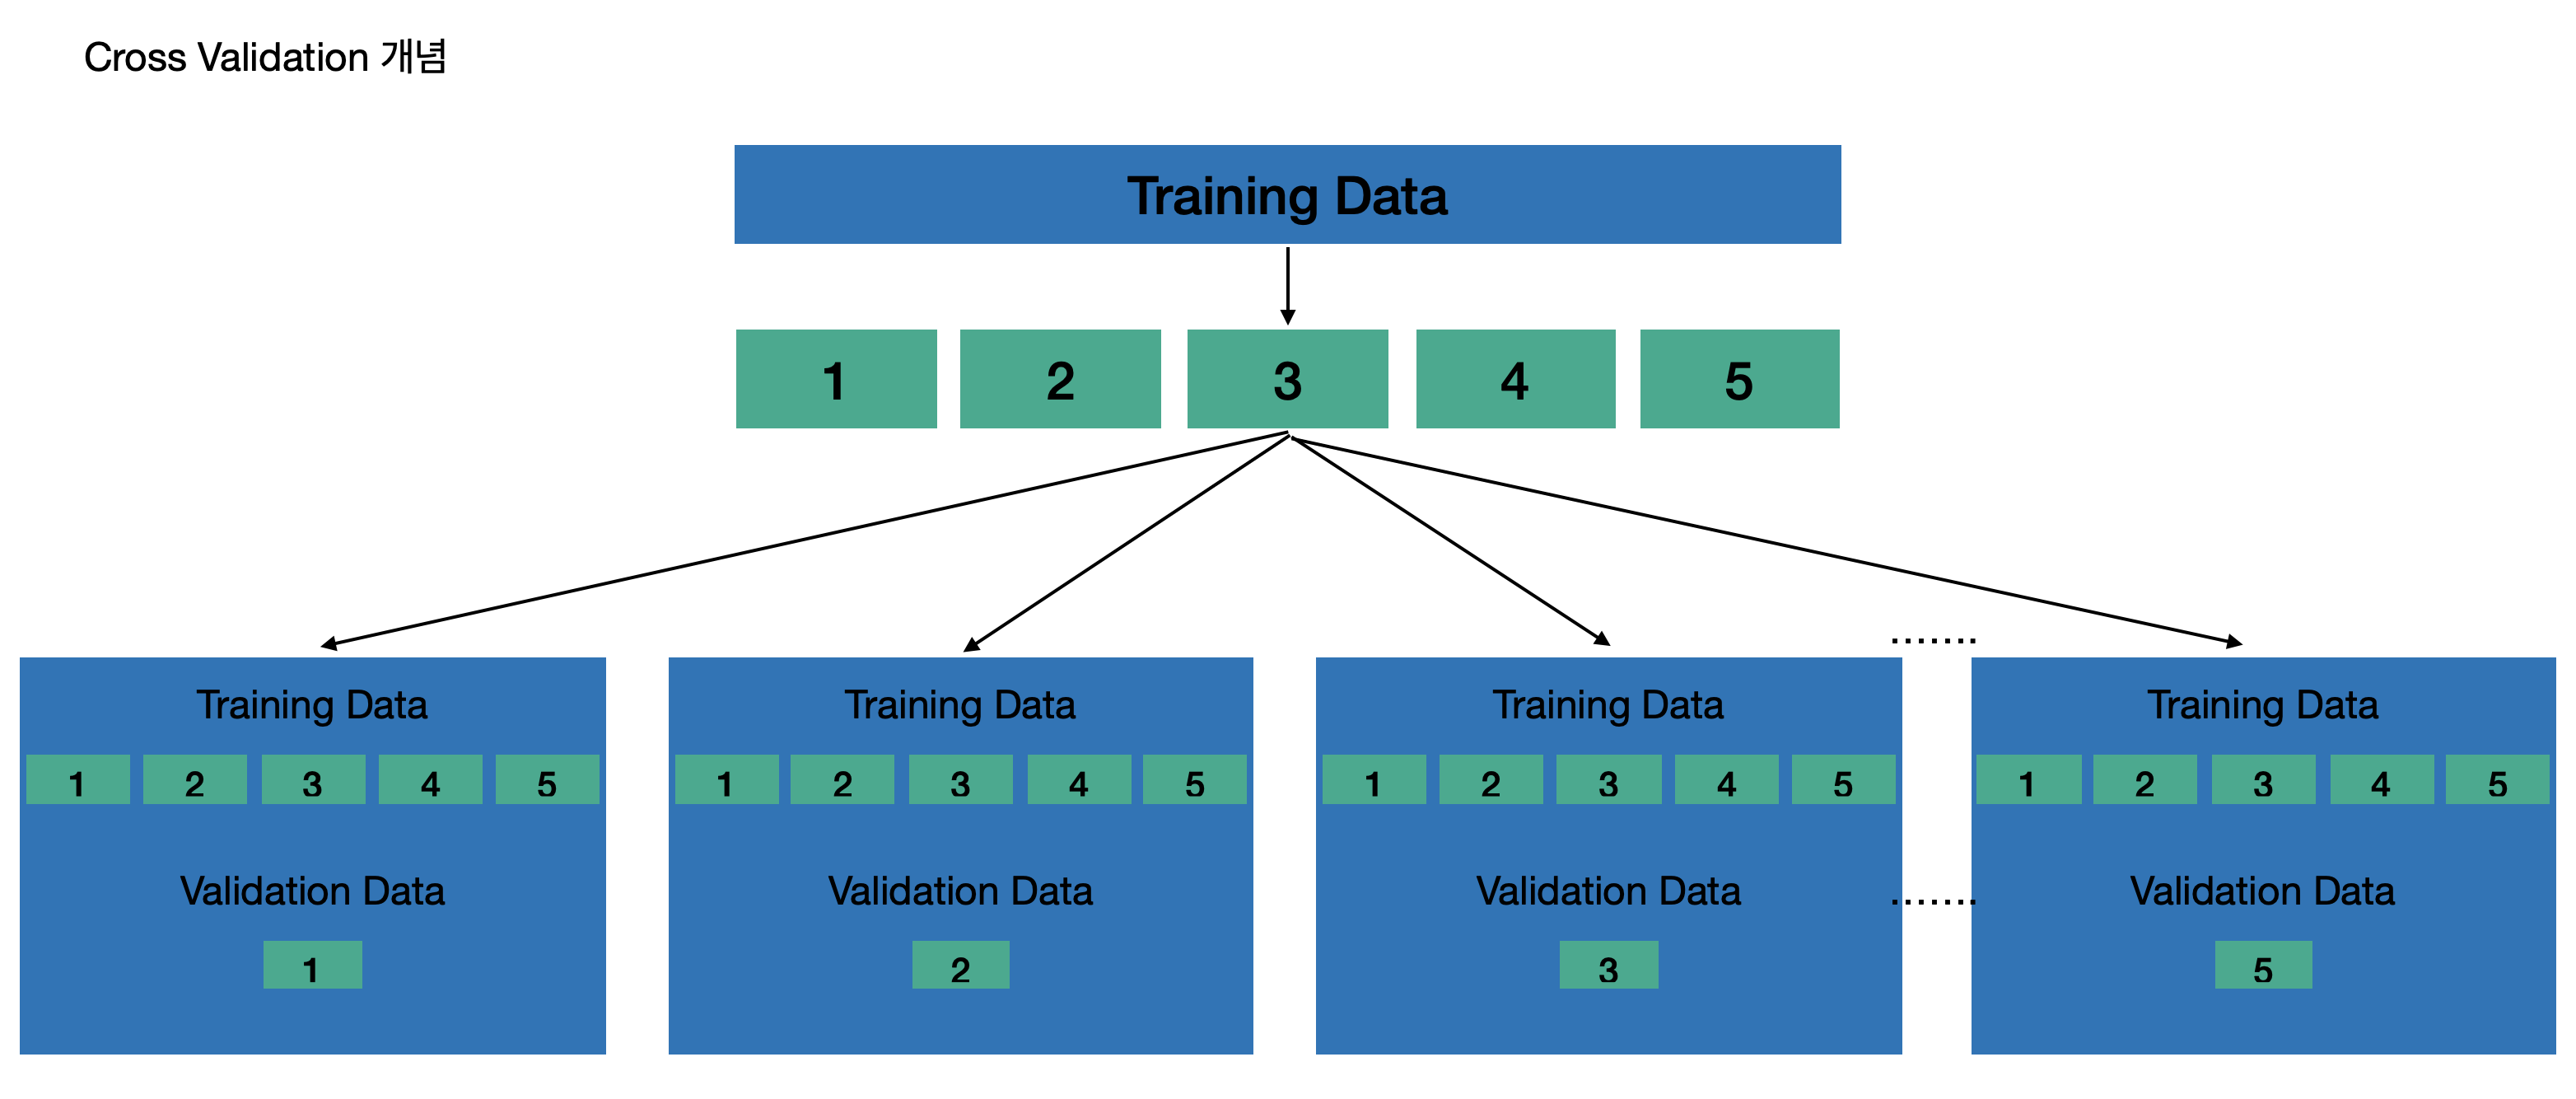 Cross Validation 개념
Training Data
1 2 3 4 5
Training Data Training Data Training Data Training Data
1 2 3 4 5 1 2 3 4 5 1 2 3 4 5 1 2 3 4 5
Validation Data Validation Data Validation Data Validation Data
1 2 3 5